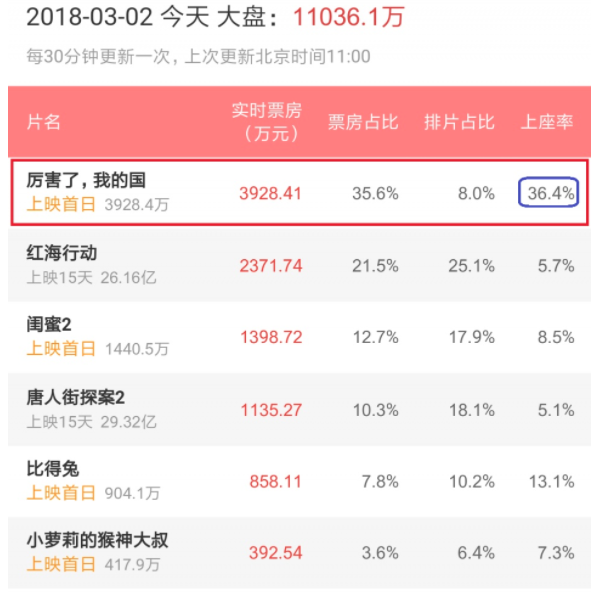 2018-03-02 今天 大盘：11036.1万
每30分钟更新一次, 上次更新北京时间11:00
片名 实时票房（万元） 票房占比 排片占比 上座率
厉害了, 我的国 3928.41 35.6% 8.0% 36.4%
上映首日 3928.4万
红海行动 2371.74 21.5% 25.1% 5.7%
上映15天 26.16亿
闺蜜2 1398.72 12.7% 17.9% 8.5%
上映首日 1440.5万
唐人街探案2 1135.27 10.3% 18.1% 5.1%
上映15天 29.32亿
比得兔 858.11 7.8% 10.2% 13.1%
上映首日 904.1万
小萝莉的猴神大叔 392.54 3.6% 6.4% 7.3%
上映首日 417.9万